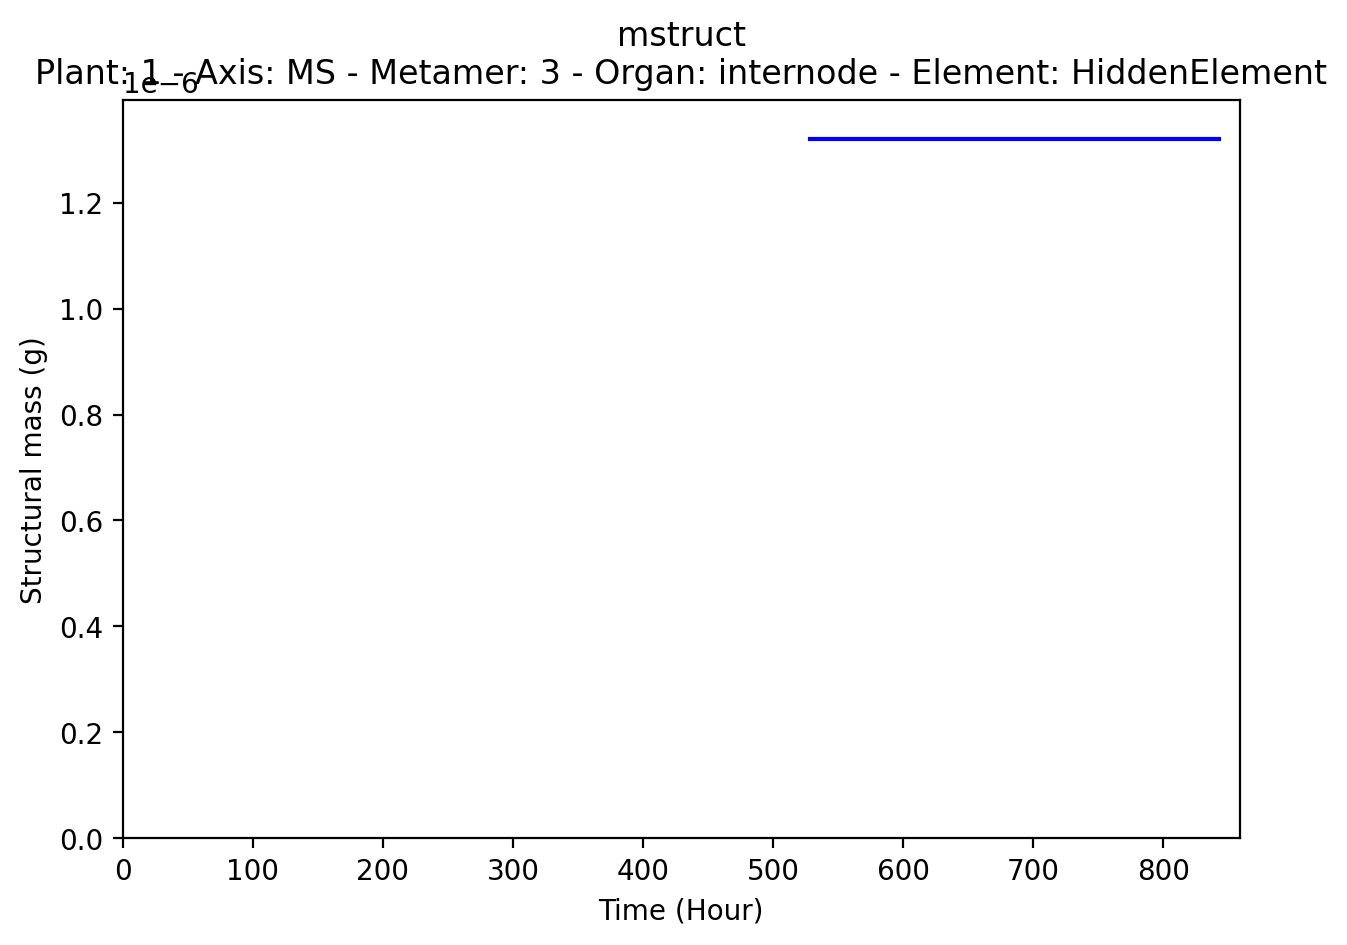 mstruct
Plant: 1 - Axis: MS - Metamer: 3 - Organ: internode - Element: HiddenElement
1e−6
1.2
1.0
0.8
0.6
0.4
0.2
0.0
Structural mass (g)
0 100 200 300 400 500 600 700 800
Time (Hour)